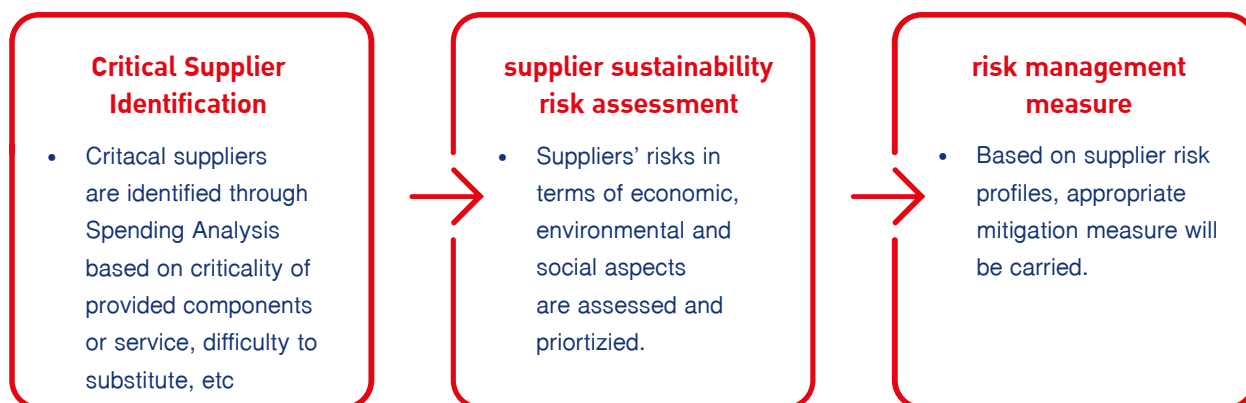 Critical Supplier
Identification
• Critacal suppliers
are identified through
Spending Analysis
based on criticality of
provided components
or service, difficulty to
substitute, etc
supplier sustainability
risk assessment
• Suppliers’ risks in
terms of economic,
environmental and
social aspects
are assessed and
priortizied.
risk management
measure
• Based on supplier risk
profiles, appropriate
mitigation measure will
be carried.